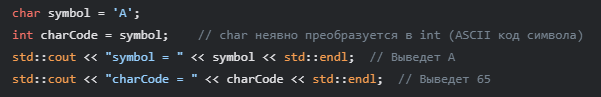 char symbol = 'A';
int charCode = symbol;    // char неявно преобразуется в int (ASCII код символа)
std::cout << "symbol = " << symbol << std::endl;  // Выведет A
std::cout << "charCode = " << charCode << std::endl;  // Выведет 65